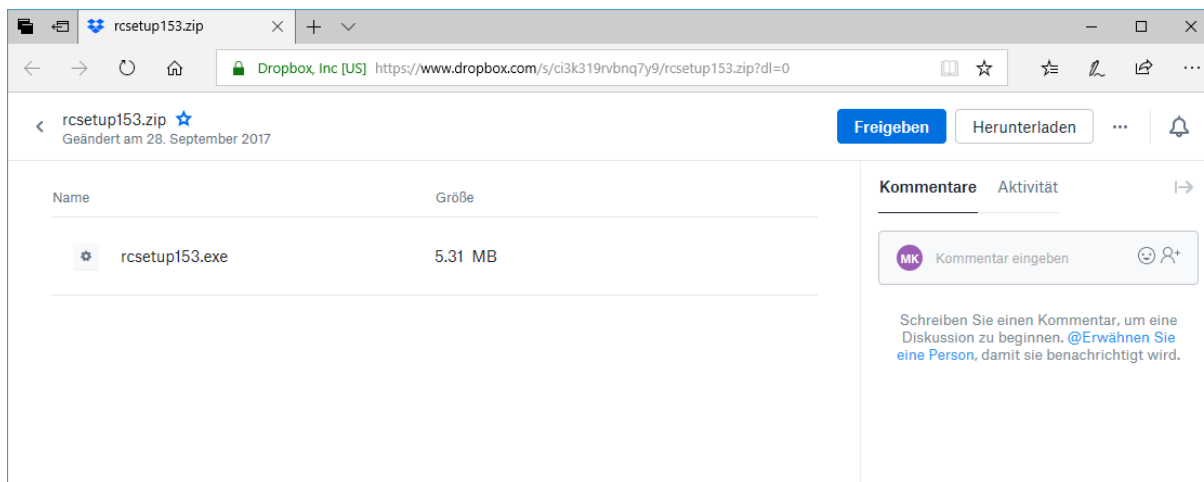 rcsetup153.zip
Dropbox, Inc [US] https://www.dropbox.com/s/ci3k319rvbnq7y9/rcsetup153.zip?dl=0
rcsetup153.zip
Geändert am 28. September 2017
Freigeben
Herunterladen
Name
Größe
rcsetup153.exe
5.31 MB
Kommentare
Aktivität
MK
Kommentar eingeben
Schreiben Sie einen Kommentar, um eine
Diskussion zu beginnen. @Erwähnen Sie
eine Person, damit sie benachrichtigt wird.